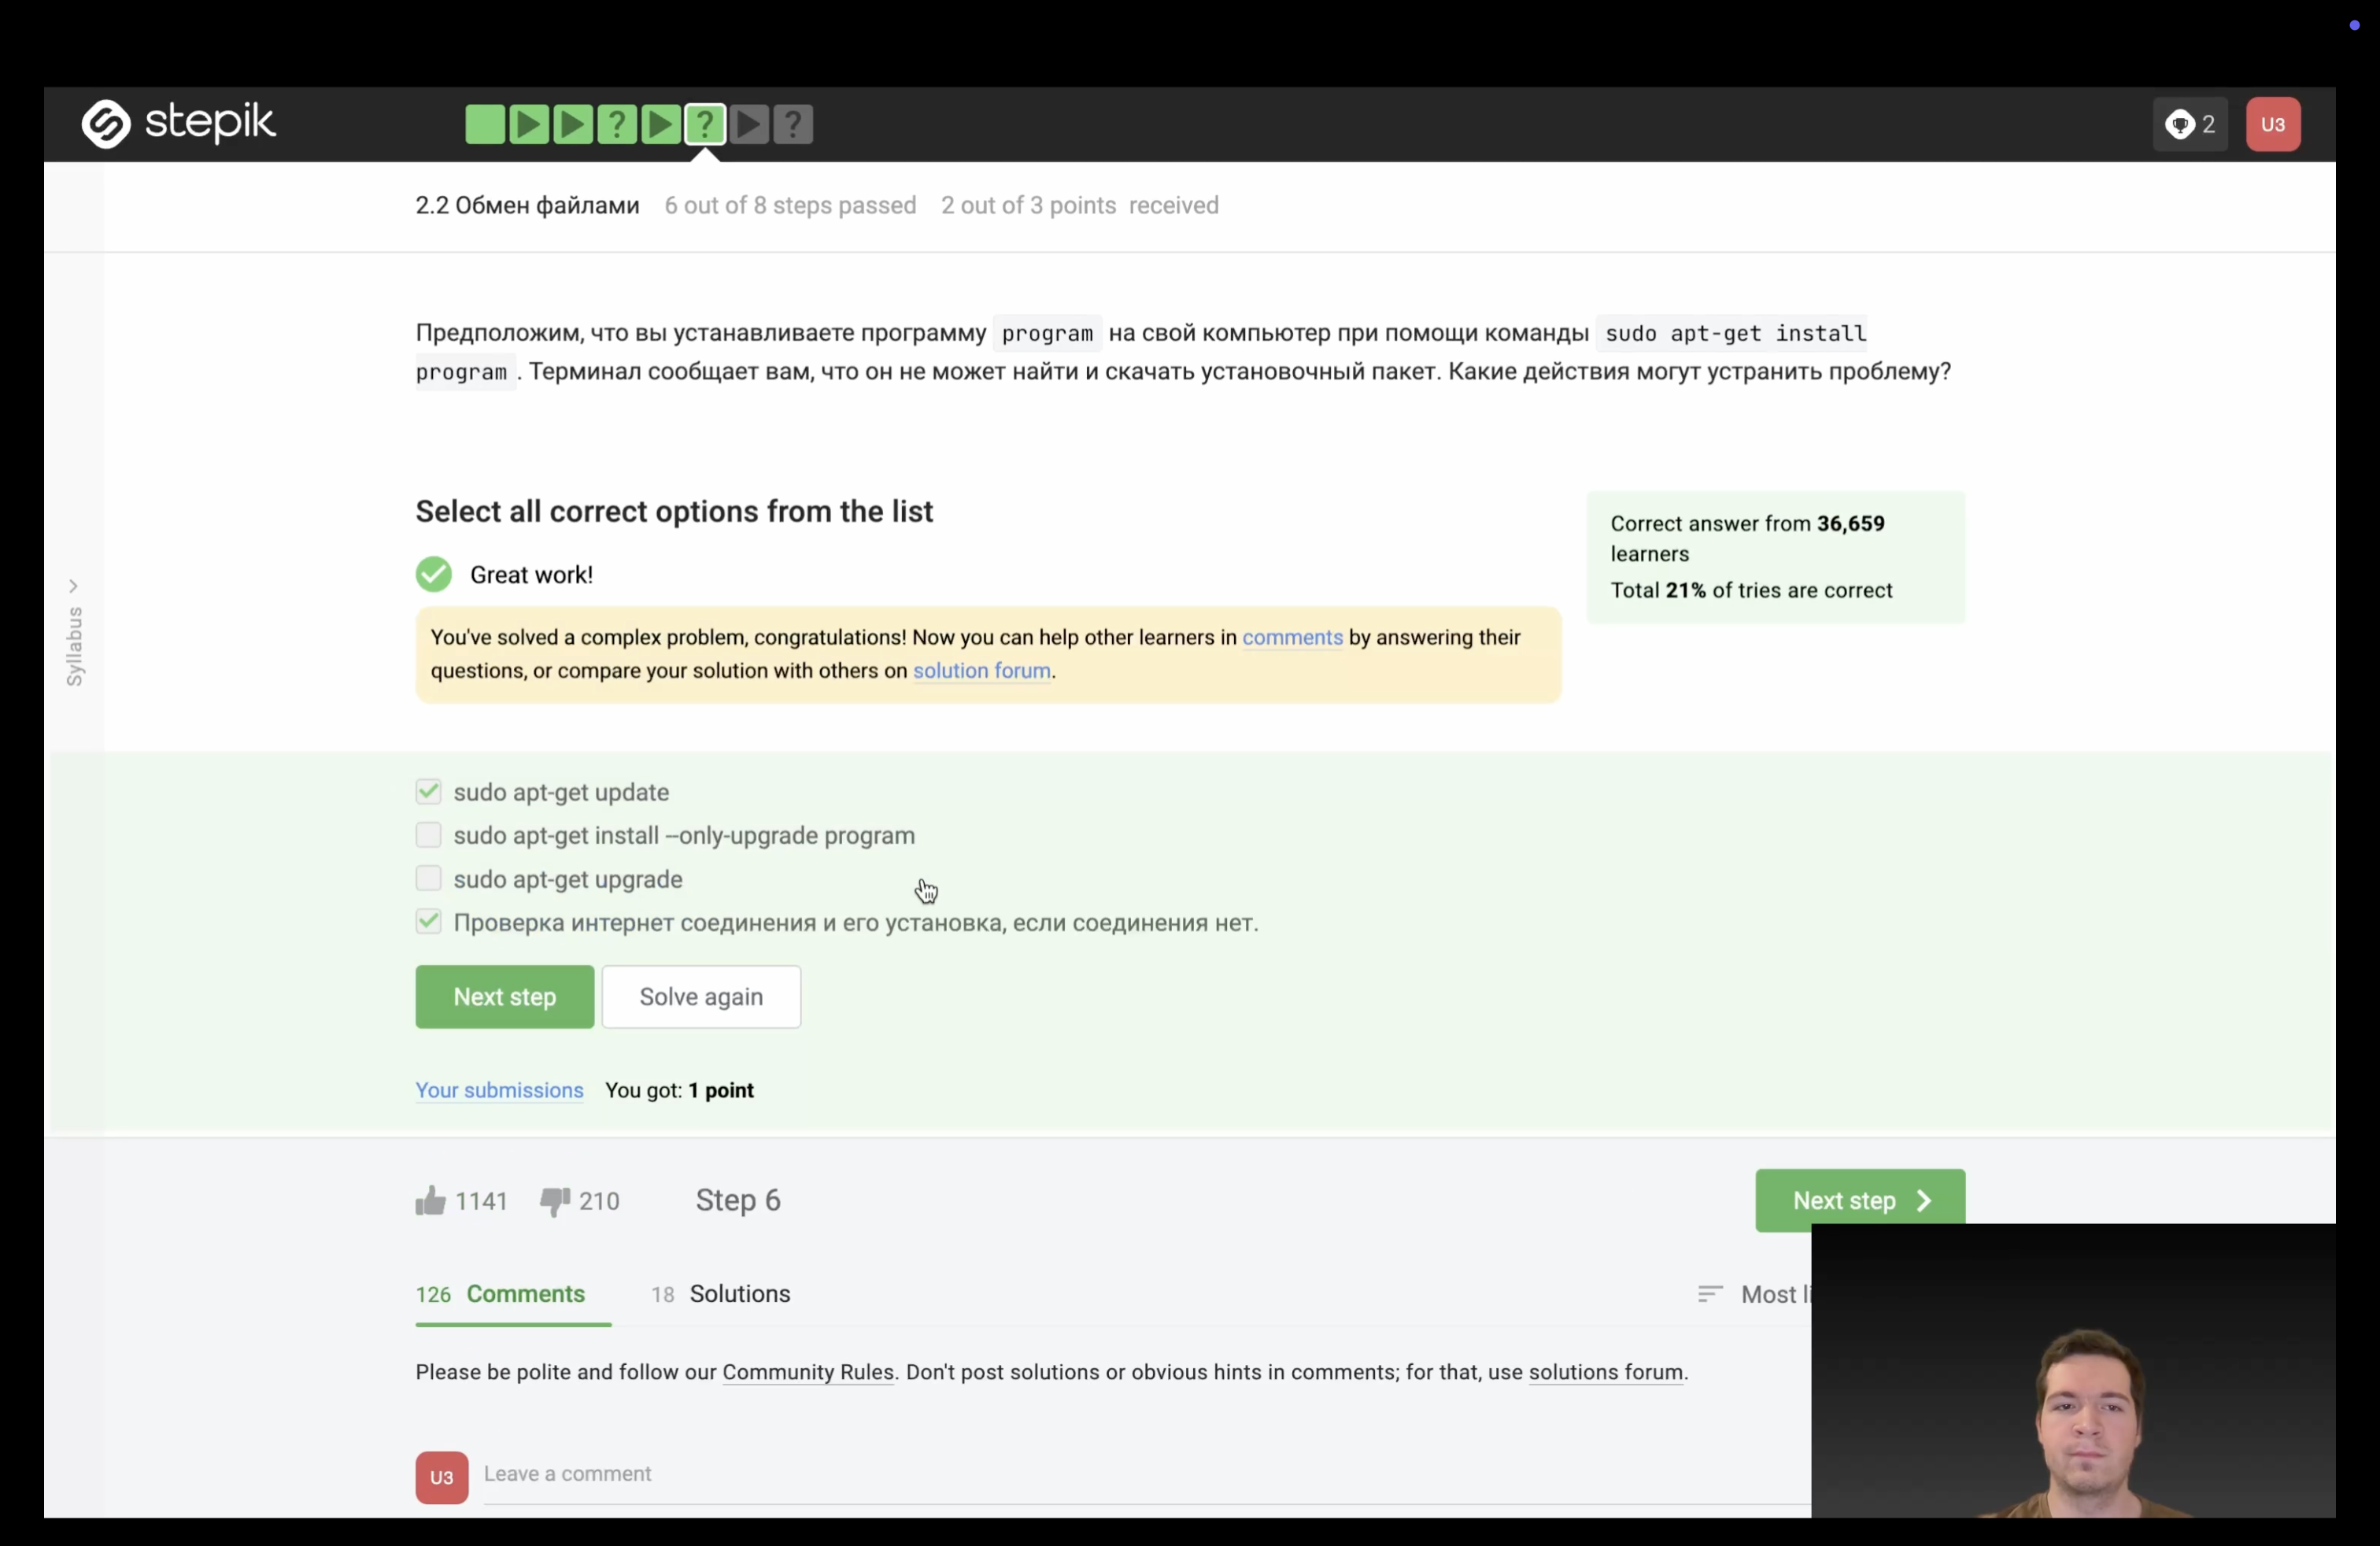 stepik
? ? ?
2
U3
2.2 Обмен файлами 6 out of 8 steps passed 2 out of 3 points received
Предположим, что вы устанавливаете программу program на свой компьютер при помощи команды sudo apt-get install
program . Терминал сообщает вам, что он не может найти и скачать установочный пакет. Какие действия могут устранить проблему?
Select all correct options from the list
Great work!
You've solved a complex problem, congratulations! Now you can help other learners in comments by answering their
questions, or compare your solution with others on solution forum.
Correct answer from 36,659
learners
Total 21% of tries are correct
Syllabus
sudo apt-get update
sudo apt-get install –only-upgrade program
sudo apt-get upgrade
Проверка интернет соединения и его установка, если соединения нет.
Next step Solve again
Your submissions You got: 1 point
1141 210 Step 6 Next step
126 Comments 18 Solutions Most li
Please be polite and follow our Community Rules. Don't post solutions or obvious hints in comments; for that, use solutions forum.
U3 Leave a comment